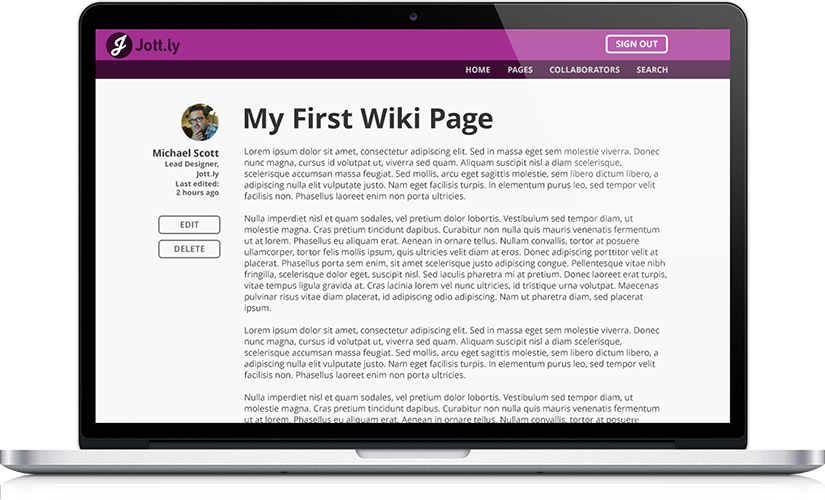 Jott.ly
SIGN OUT
HOME PAGES COLLABORATORS SEARCH
My First Wiki Page
Michael Scott
Lead Designer,
Jott.ly
Last edited:
2 hours ago
EDIT
DELETE
Lorem ipsum dolor sit amet, consectetur adipiscing elit. Sed in massa eget sem molestie viverra. Donec
nunc magna, cursus id volutpat ut, viverra sed quam. Aliquam suscipit nisl a diam scelerisque,
scelerisque accumsan massa feugiat. Sed mollis, arcu eget sagittis molestie, sem libero dictum libero, a
adipiscing nulla elit vulputate justo. Nam eget facilisis turpis. In elementum purus leo, sed tempor velit
facilisis non. Phasellus laoreet enim non porta ultricies.
Nulla imperdiet nisl et quam sodales, vel pretium dolor lobortis. Vestibulum sed tempor diam, ut
molestie magna. Cras pretium tincidunt dapibus. Curabitur non nulla quis mauris venenatis fermentum
ut at lorem. Phasellus eu aliquam erat. Aenean in ornare tellus. Nullam convallis, tortor at posuere
ullamcorper, tortor felis mollis ipsum, quis ultricies velit diam at eros. Donec adipiscing porttitor velit at
placerat. Phasellus porta sem enim, sit amet scelerisque justo adipiscing congue. Pellentesque vitae nibh
fringilla, scelerisque dolor eget, suscipit nisl. Sed iaculis pharetra mi at pretium. Donec laoreet erat turpis,
vitae tempus ligula gravida at. Cras lacinia lorem vel nunc ultricies, id tristique urna volutpat. Maecenas
pulvinar risus vitae diam placerat, id adipiscing odio adipiscing. Nam ut pharetra diam, sed placerat
ipsum.
Lorem ipsum dolor sit amet, consectetur adipiscing elit. Sed in massa eget sem molestie viverra. Donec
nunc magna, cursus id volutpat ut, viverra sed quam. Aliquam suscipit nisl a diam scelerisque,
scelerisque accumsan massa feugiat. Sed mollis, arcu eget sagittis molestie, sem libero dictum libero, a
adipiscing nulla elit vulputate justo. Nam eget facilisis turpis. In elementum purus leo, sed tempor velit
facilisis non. Phasellus laoreet enim non porta ultricies.
Nulla imperdiet nisl et quam sodales, vel pretium dolor lobortis. Vestibulum sed tempor diam, ut
molestie magna. Cras pretium tincidunt dapibus. Curabitur non nulla quis mauris venenatis fermentum
ut at lorem. Phasellus eu aliquam erat. Aenean in ornare tellus. Nullam convallis, tortor at posuere